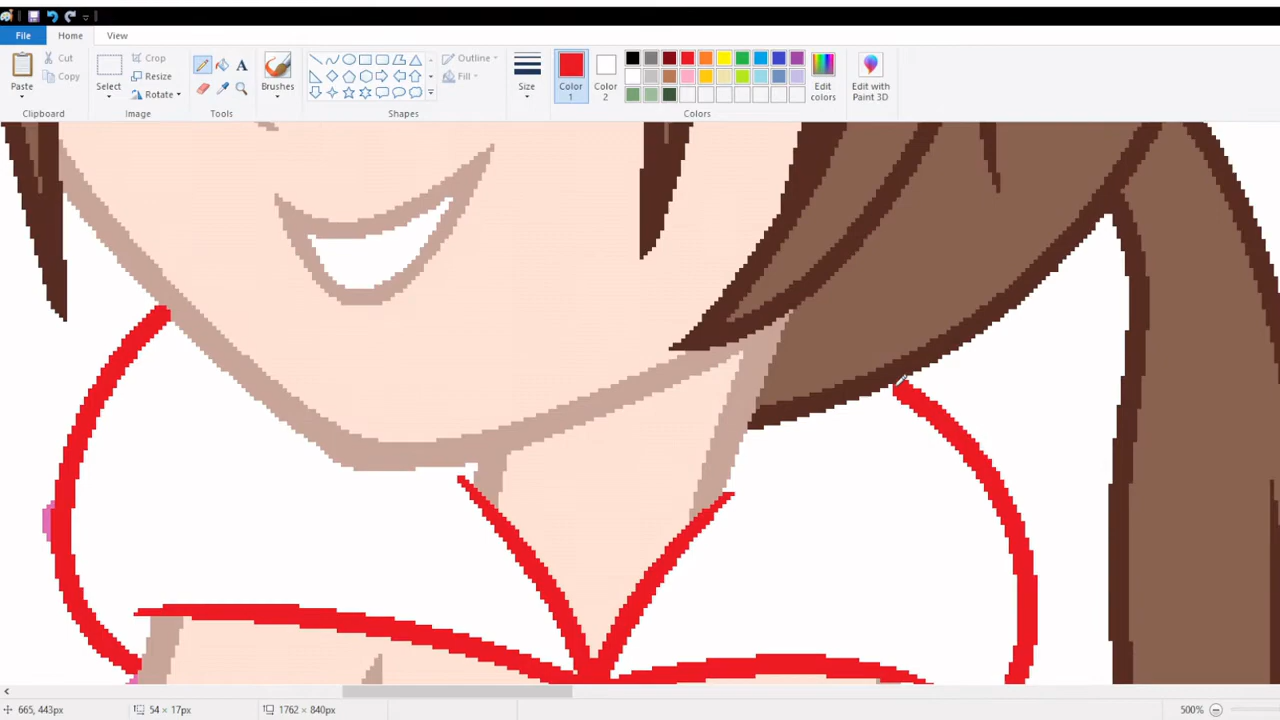 File Home View
Paste
Cut
Copy
Clipboard
Select
Crop
Resize
Rotate
Image
A
Tools
Brushes
Shapes
Outline
Fill
Size
Color
1
Color
2
Colors
Edit
colors
Edit with
Paint 3D
665, 443px 54 × 17px 1762 × 840px 500%